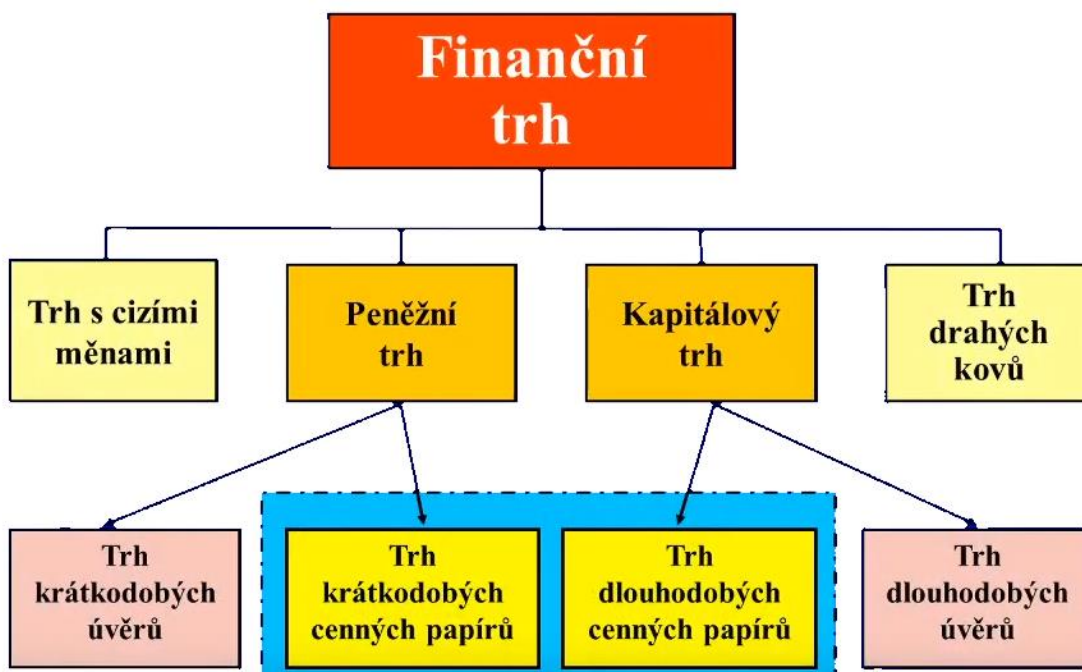 Finanční
trh
Trh s cizími
měnami
Peněžní
trh
Kapitálový
trh
Trh
drahých
kovů
Trh
krátkodobých
úvěrů
Trh
krátkodobých
cenných papírů
Trh
dlouhodobých
cenných papírů
Trh
dlouhodobých
úvěrů